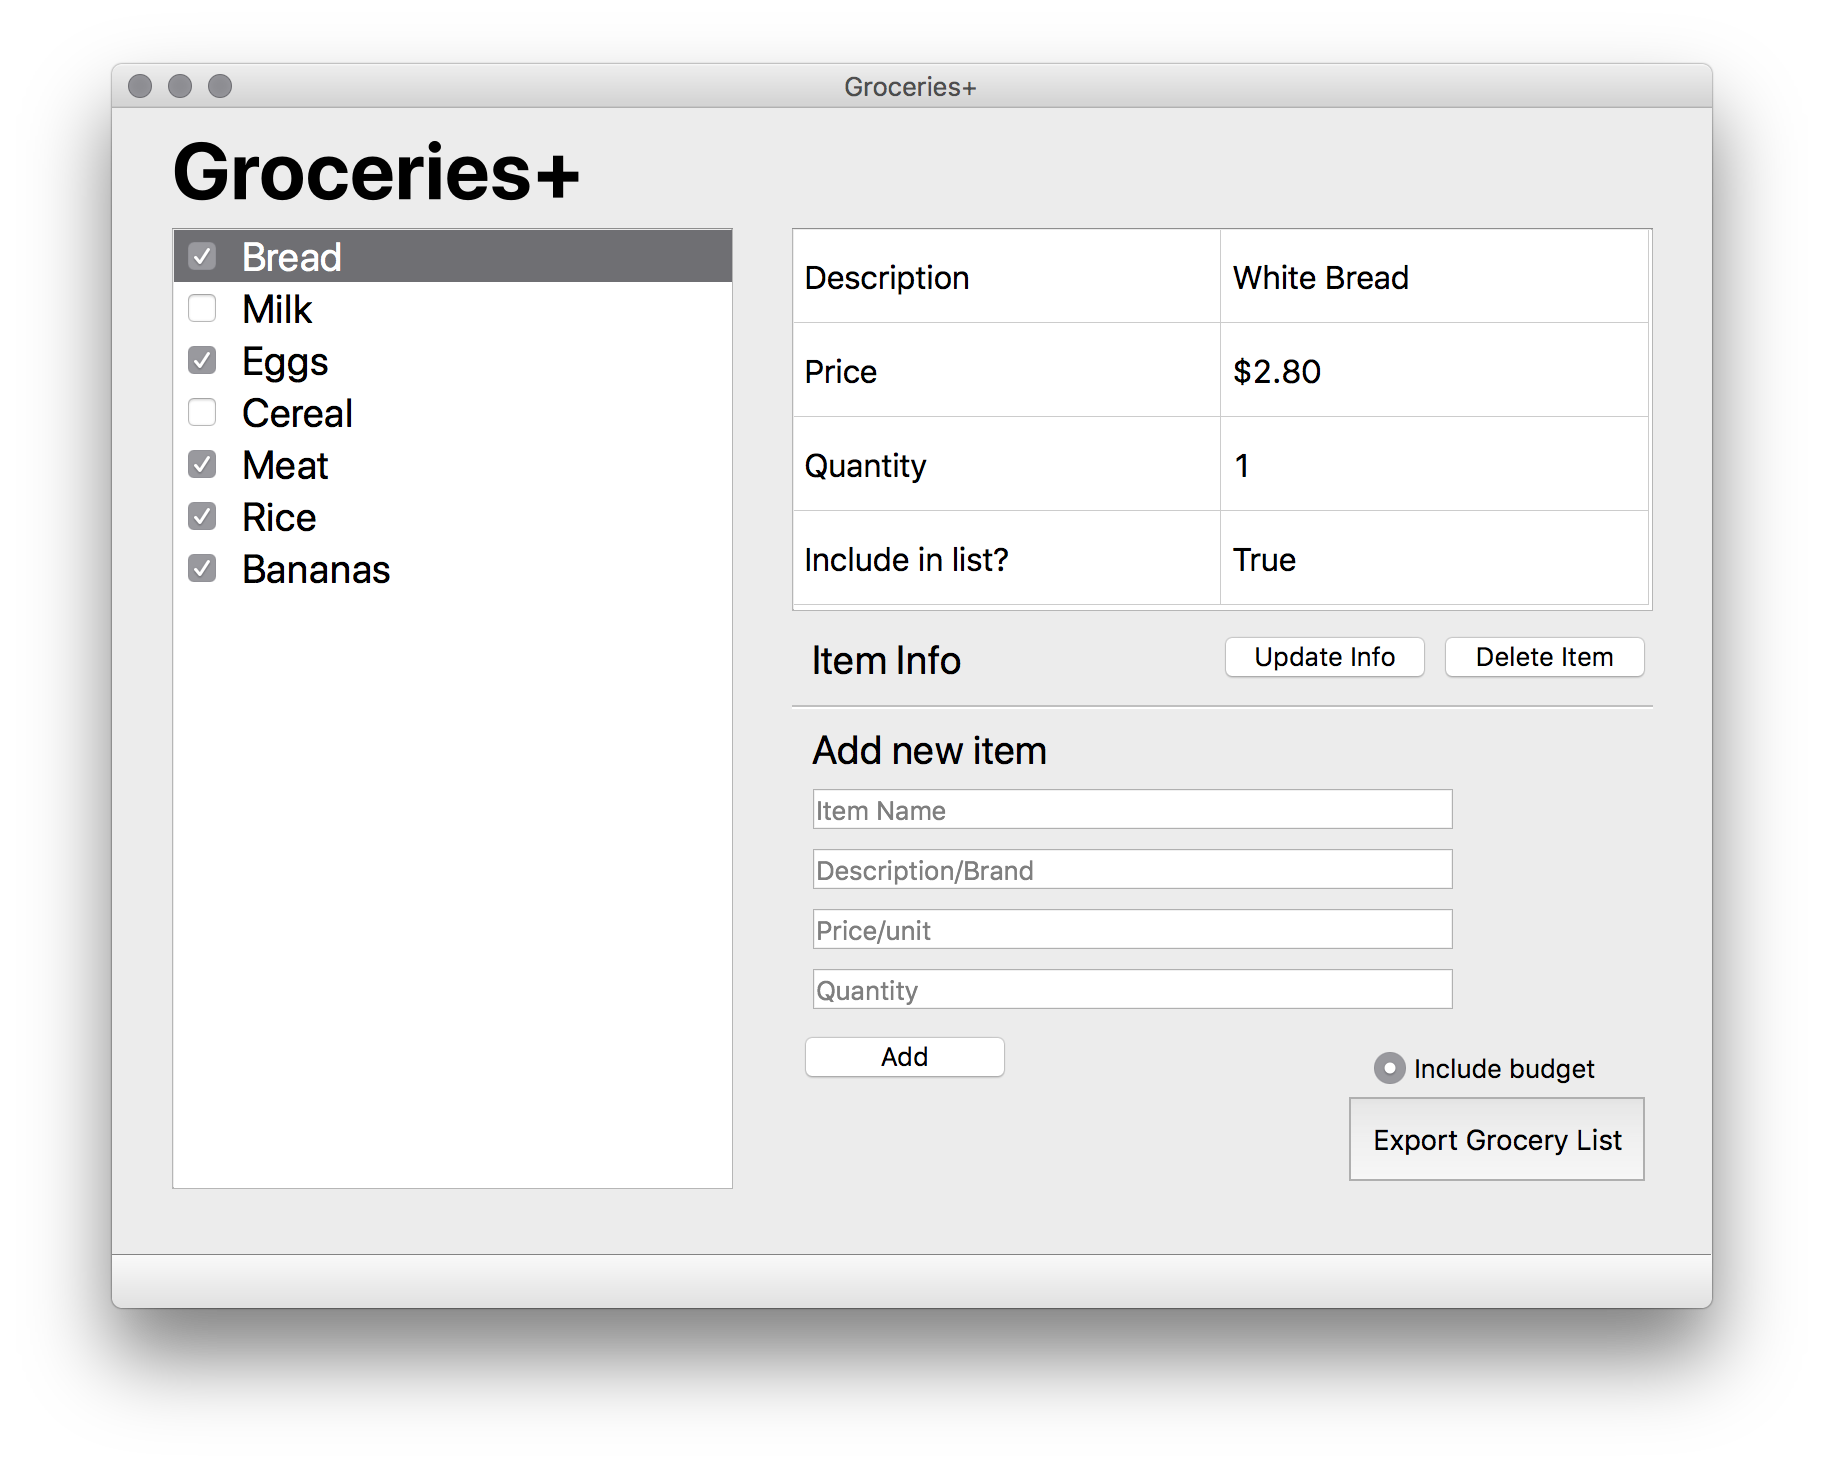 Groceries+
Groceries+
Bread
Milk
Eggs
Cereal
Meat
Rice
Bananas
Description White Bread
Price $2.80
Quantity 1
Include in list? True
Item Info Update Info Delete Item
Add new item
Item Name
Description/Brand
Price/unit
Quantity
Add
Include budget
Export Grocery List